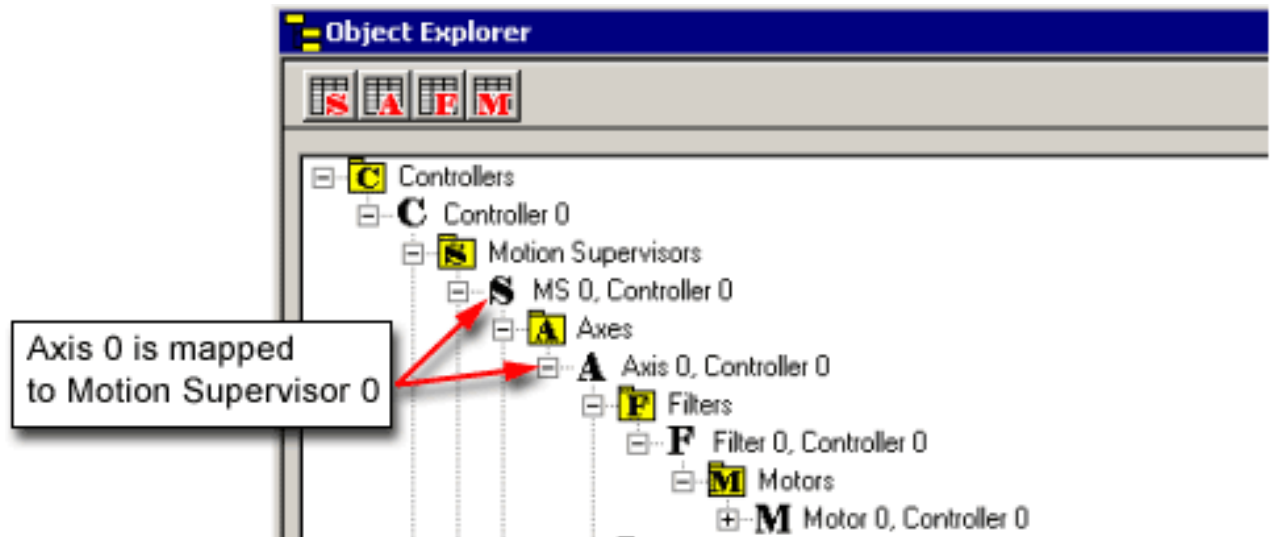 Object Explorer
S A F M
C Controllers
C Controller 0
S Motion Supervisors
S MS 0, Controller 0
A Axes
Axis 0 is mapped
to Motion Supervisor 0
A Axis 0, Controller 0
F Filters
F Filter 0, Controller 0
M Motors
M Motor 0, Controller 0